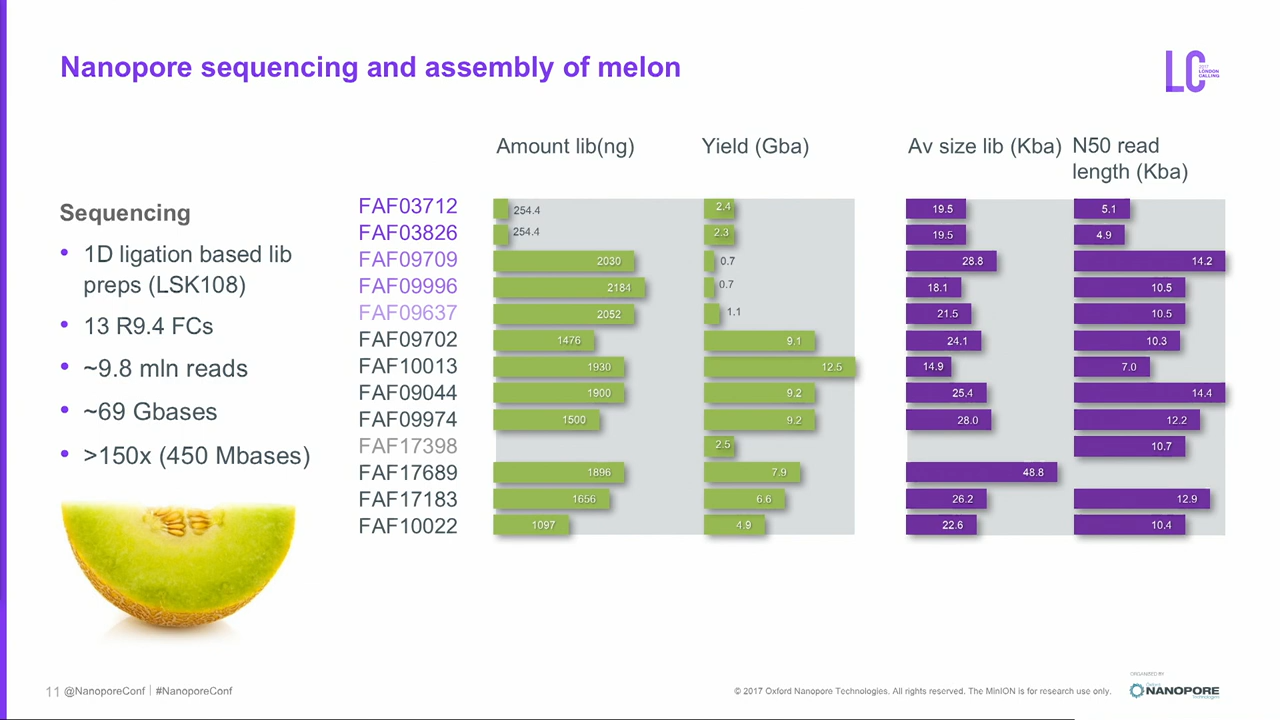 Nanopore sequencing and assembly of melon
LC
2017
LONDON
CALLING
Amount lib(ng) Yield (Gba) Av size lib (Kba) N50 read
length (Kba)
Sequencing
• 1D ligation based lib
preps (LSK108)
• 13 R9.4 FCs
• ~9.8 mln reads
• ~69 Gbases
• >150x (450 Mbases)
FAF03712 254.4 2.4 19.5 5.1
FAF03826 254.4 2.3 19.5 4.9
FAF09709 2030 0.7 28.8 14.2
FAF09996 2184 0.7 18.1 10.5
FAF09637 2052 1.1 21.5 10.5
FAF09702 1476 9.1 24.1 10.3
FAF10013 1930 12.5 14.9 7.0
FAF09044 1900 9.2 25.4 14.4
FAF09974 1500 9.2 28.0 12.2
FAF17398 2.5 10.7
FAF17689 1896 7.9 48.8
FAF17183 1656 6.6 26.2 12.9
FAF10022 1097 4.9 22.6 10.4
11 @NanoporeConf | #NanoporeConf
© 2017 Oxford Nanopore Technologies. All rights reserved. The MinION is for research use only.
ORGANISED BY
Oxford
NANOPORE
Technologies